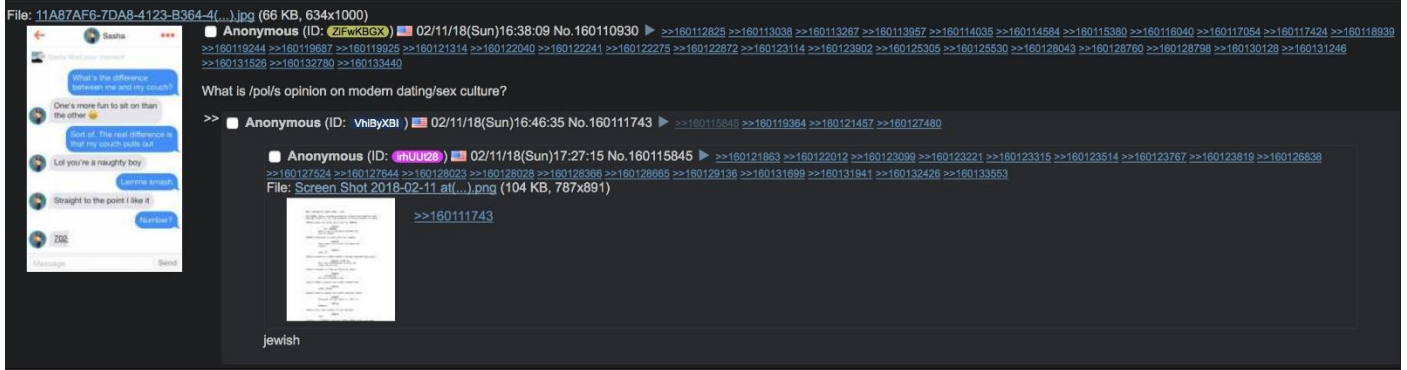 File: 11A87AF6-7DA8-4123-B364-4(...).jpg (66 KB, 634x1000)
Sasha
What's the difference
between me and my couch?
One's more fun to sit on than
the other
Sort of. The real difference is
that my couch pulls out
Lol you're a naughty boy
Lemme smash
Straight to the point I like it
Number?
702
Message Send
Anonymous (ID: ZiFwKBGX) 02/11/18(Sun)16:38:09 No.160110930 ▶ >>160112825 >>160113038 >>160113267 >>160113957 >>160114035 >>160114584 >>160115380 >>160116040 >>160117054 >>160117424 >>160118939
>>160119244 >>160119687 >>160119925 >>160121314 >>160122040 >>160122241 >>160122275 >>160122872 >>160123114 >>160123902 >>160125305 >>160125530 >>160128043 >>160128760 >>160128798 >>160130128 >>160131246
>>160131526 >>160132780 >>160133440
What is /pol/s opinion on modern dating/sex culture?
>> Anonymous (ID: VhlByXBI) 02/11/18(Sun)16:46:35 No.160111743 ▶ >>160115845 >>160119364 >>160121457 >>160127480
Anonymous (ID: irhUUt28) 02/11/18(Sun)17:27:15 No.160115845 ▶ >>160121863 >>160122012 >>160123099 >>160123221 >>160123315 >>160123514 >>160123767 >>160123819 >>160126838
>>160127524 >>160127644 >>160128023 >>160128028 >>160128366 >>160128665 >>160129136 >>160131699 >>160131941 >>160132426 >>160133553
File: Screen Shot 2018-02-11 at(...).png (104 KB, 787x891)
>>160111743
jewish